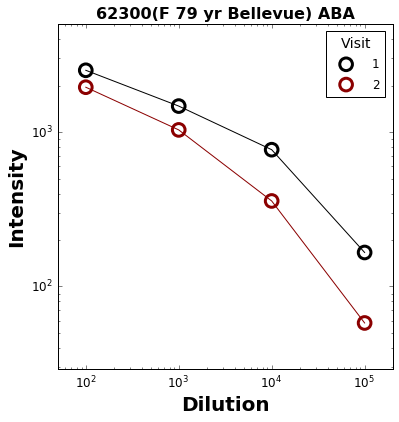 62300(F 79 yr Bellevue) ABA
Visit
1
2
10³
10²
Intensity
10² 10³ 10⁴ 10⁵
Dilution